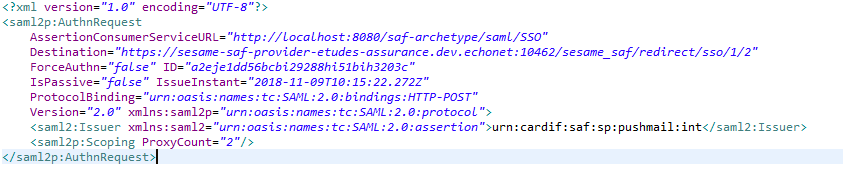 <?xml version="1.0" encoding="UTF-8"?>
<saml2p:AuthnRequest
AssertionConsumerServiceURL="http://localhost:8080/saf-archetype/saml/SSO"
Destination="https://sesame-saf-provider-etudes-assurance.dev.echonet:10462/sesame_saf/redirect/sso/1/2"
ForceAuthn="false" ID="a2eje1dd56bcbi29288hi51bih3203c"
IsPassive="false" IssueInstant="2018-11-09T10:15:22.272Z"
ProtocolBinding="urn:oasis:names:tc:SAML:2.0:bindings:HTTP-POST"
Version="2.0" xmlns:saml2p="urn:oasis:names:tc:SAML:2.0:protocol">
<saml2:Issuer xmlns:saml2="urn:oasis:names:tc:SAML:2.0:assertion">urn:cardif:saf:sp:pushmail:int</saml2:Issuer>
<saml2p:Scoping ProxyCount="2"/>
</saml2p:AuthnRequest>